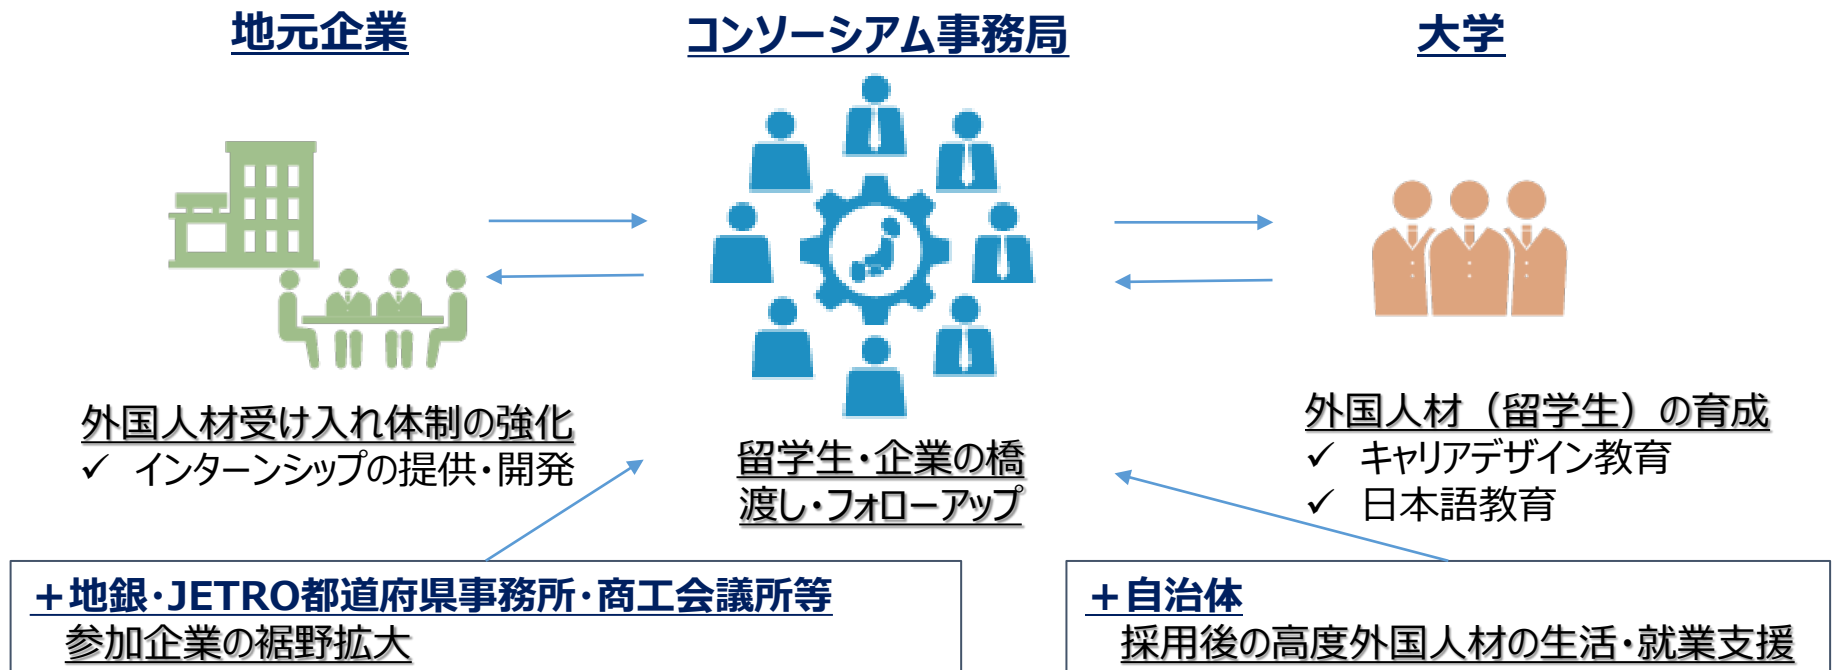 地元企業
コンソーシアム事務局
大学
外国人材受け入れ体制の強化
✓ インターンシップの提供・開発
留学生・企業の橋
渡し・フォローアップ
外国人材（留学生）の育成
✓ キャリアデザイン教育
✓ 日本語教育
＋地銀・JETRO都道府県事務所・商工会議所等
参加企業の裾野拡大
＋自治体
採用後の高度外国人材の生活・就業支援